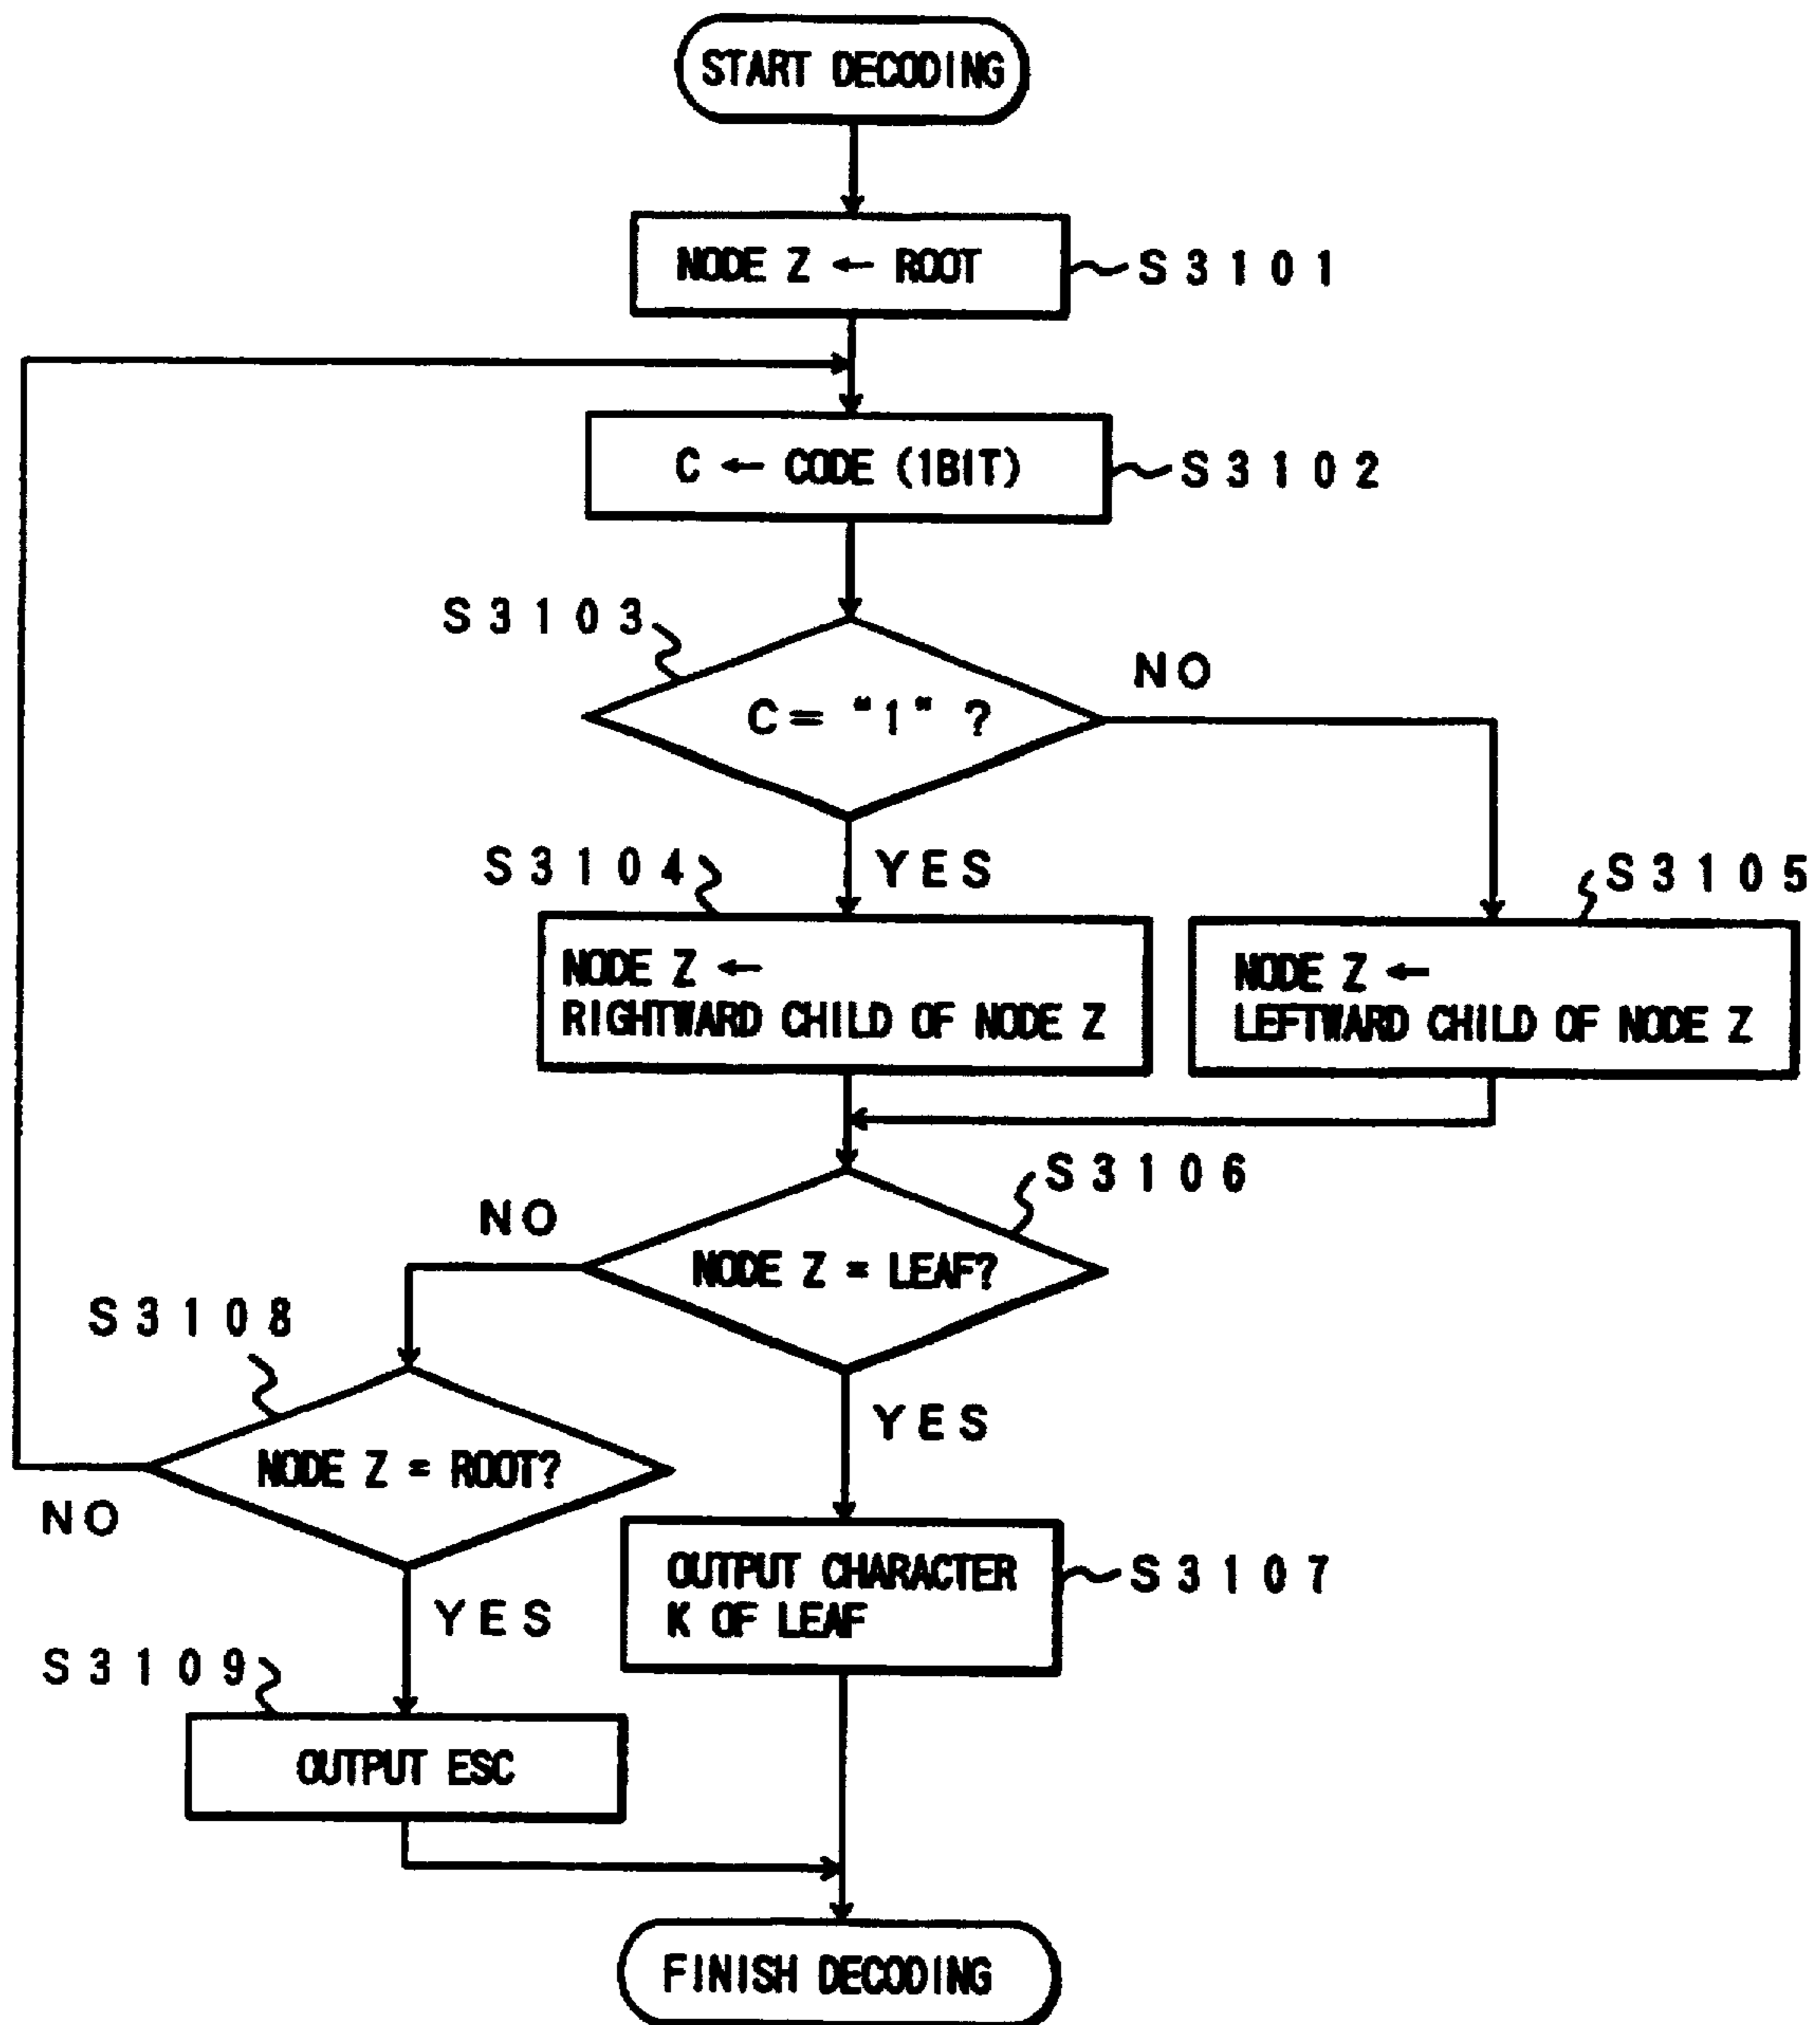 START DECODING
NODE Z ← ROOT
S3101
C ← CODE (1BIT)
S3102
S3103
C = "1" ?
NO
YES
S3104
NODE Z ←
RIGHTWARD CHILD OF NODE Z
S3105
NODE Z ←
LEFTWARD CHILD OF NODE Z
S3106
NO
NODE Z = LEAF?
S3108
YES
NODE Z = ROOT?
NO
OUTPUT CHARACTER
K OF LEAF
S3107
YES
S3109
OUTPUT ESC
FINISH DECODING